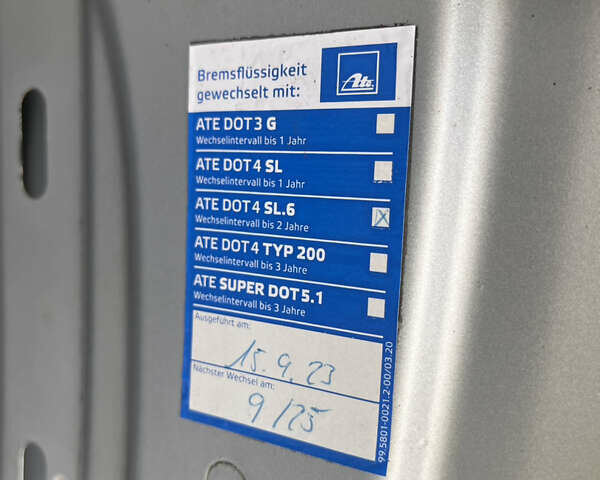 Bremsflüssigkeit
gewechselt mit:
Ate
ATE DOT3 G
Wechselintervall bis 1 Jahr
ATE DOT4 SL
Wechselintervall bis 1 Jahr
ATE DOT4 SL.6
Wechselintervall bis 2 Jahre
ATE DOT4 TYP 200
Wechselintervall bis 3 Jahre
ATE SUPER DOT5.1
Wechselintervall bis 3 Jahre
Ausgeführt am:
15.9.23
Nächster Wechsel am:
9/25
99.5801-0021.2-00/03.20